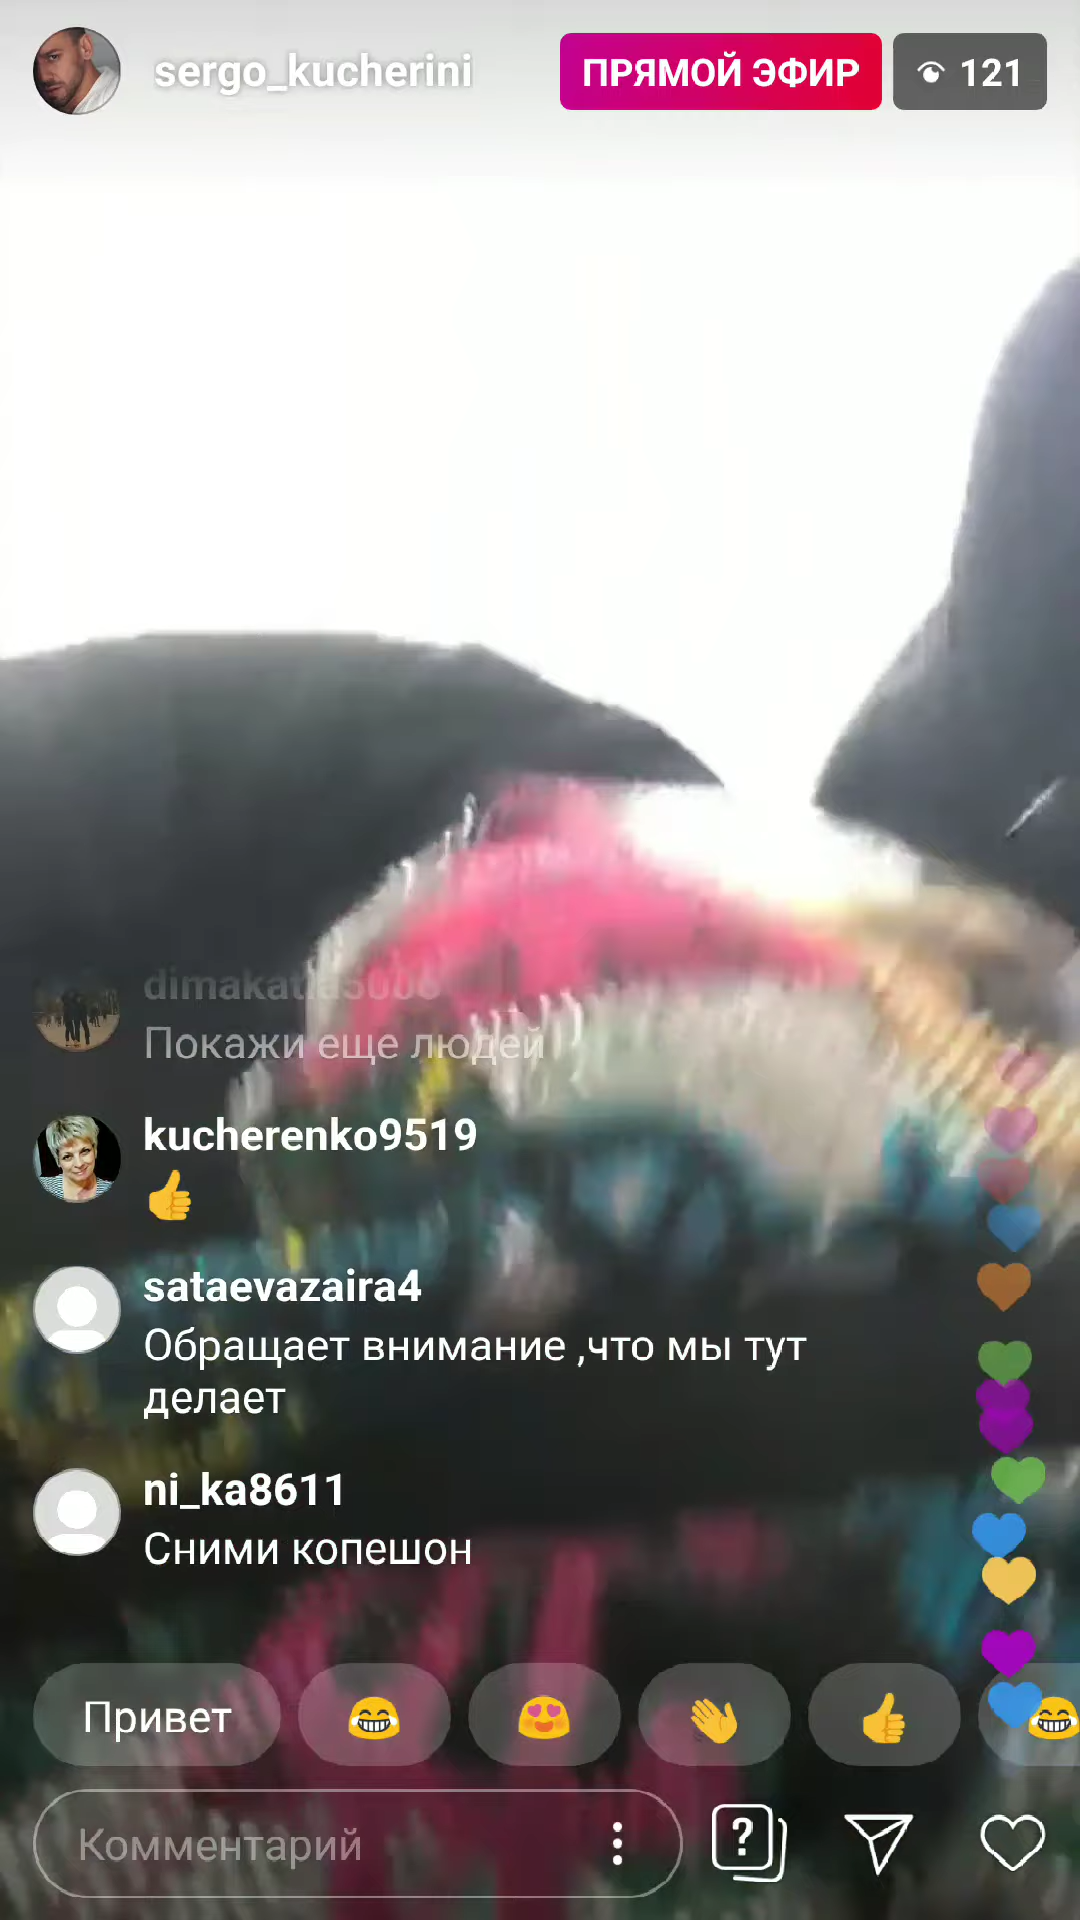 sergo_kucherini
ПРЯМОЙ ЭФИР
121
Покажи еще людей
kucherenko9519
sataevazaira4
Обращает внимание ,что мы тут
делает
ni_ka8611
Сними копешон
Привет
Комментарий